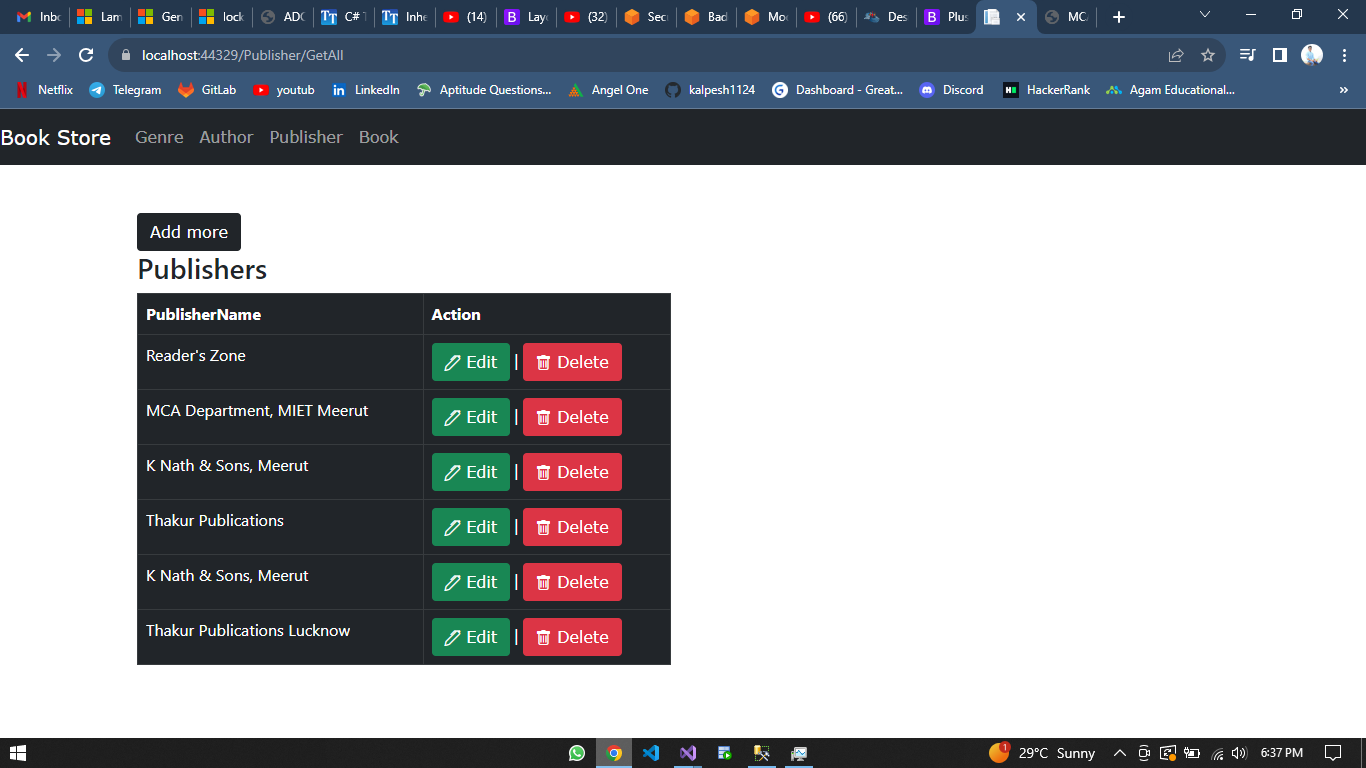 Inbo
Lam
Gen
lock
ADO
C# T
Inhe
(14)
Layo
(32)
Secu
Bad
Moc
(66)
Des
Plus
MCA
localhost:44329/Publisher/GetAll
Netflix
Telegram
GitLab
youtub
LinkedIn
Aptitude Questions...
Angel One
kalpesh1124
Dashboard - Great...
Discord
HackerRank
Agam Educational...
»
Book Store
Genre
Author
Publisher
Book
Add more
Publishers
PublisherName Action
Reader's Zone Edit | Delete
MCA Department, MIET Meerut Edit | Delete
K Nath & Sons, Meerut Edit | Delete
Thakur Publications Edit | Delete
K Nath & Sons, Meerut Edit | Delete
Thakur Publications Lucknow Edit | Delete
1
29°C Sunny
6:37 PM